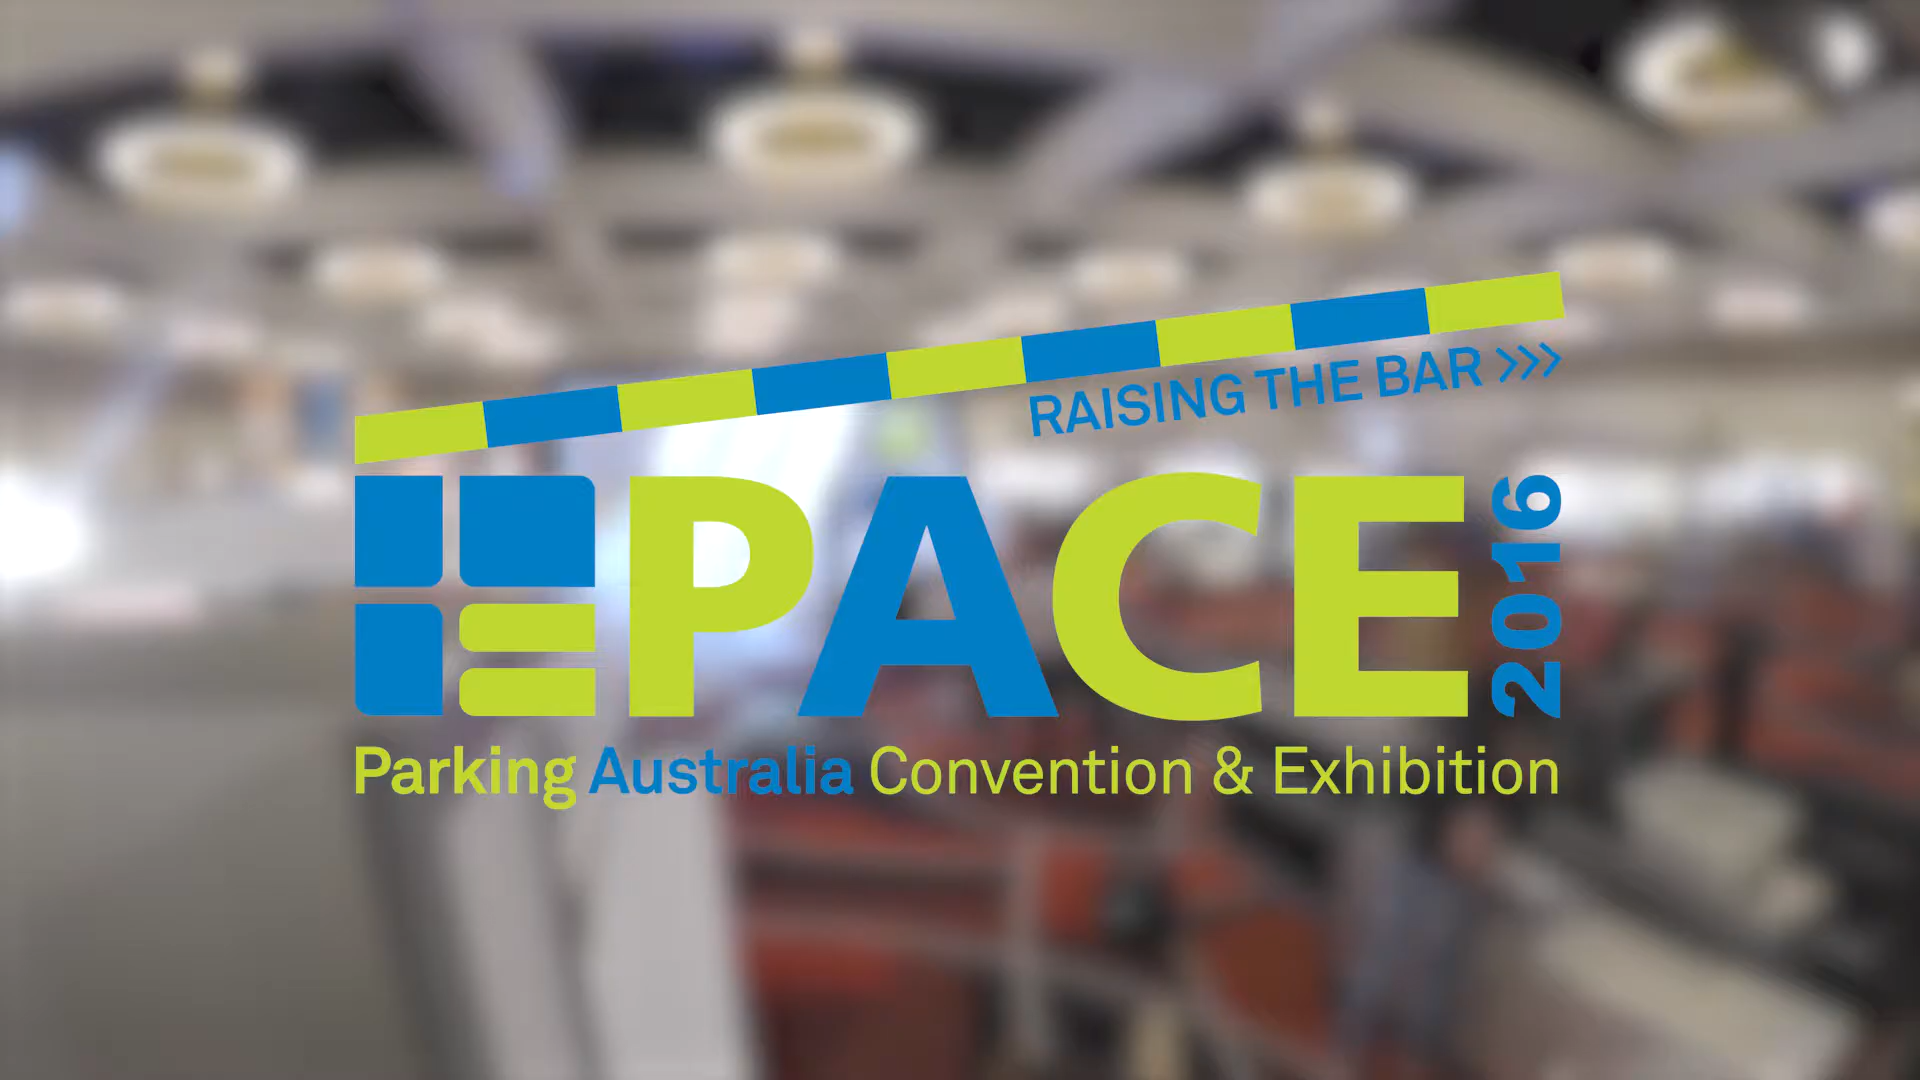 RAISING THE BAR >>>
PACE
2016
Parking Australia Convention & Exhibition